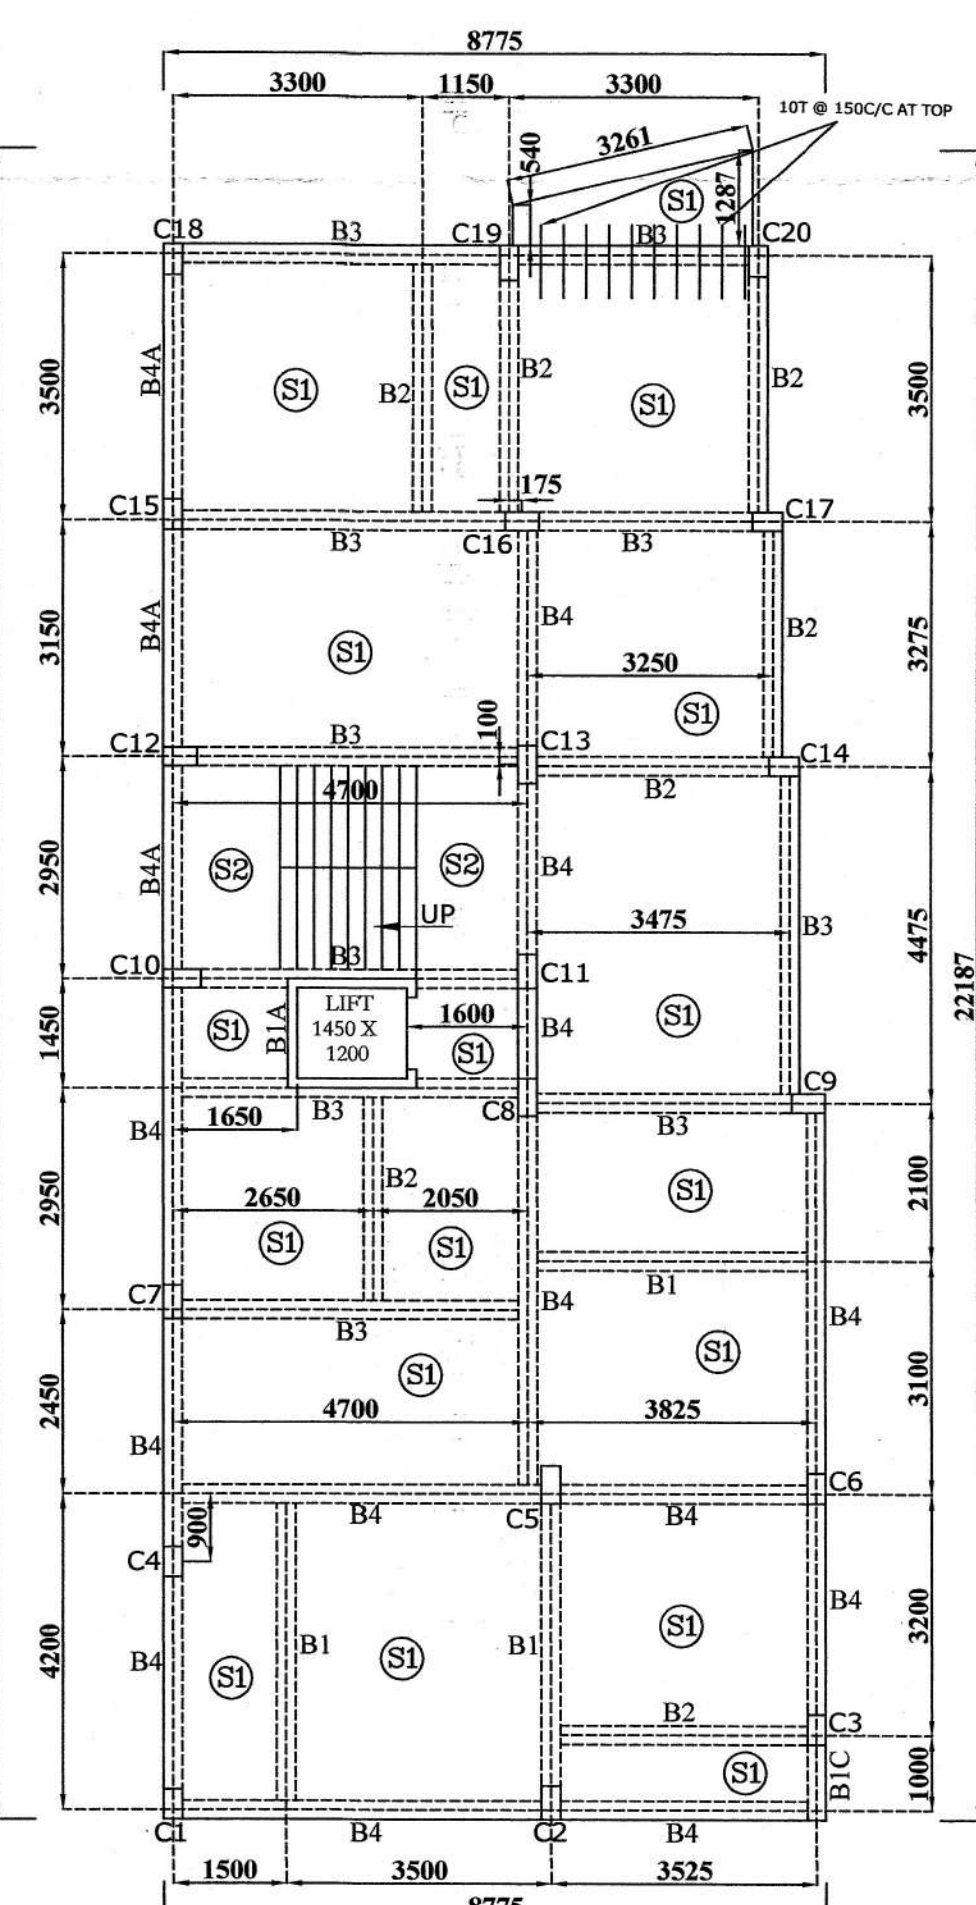 8775
3300 1150 3300
10T @ 150C/C AT TOP
3261
540
1287
S1
C18 B3 C19 B3 C20
3500 B4A S1 B2 S1 B2 S1 B2 3500
175
C15 B3 C16 B3 C17
3150 B4A S1 B4 B2 3275
3250
S1
100
C12 B3 C13 C14
4700 B2
2950 B4A S2 S2 B4 4475
UP 3475 B3
22187
C10 B3 C11
1450 S1 B1A LIFT 1600 B4 S1
1450 X
1200 S1
C9
1650 B3 C8 B3
B4
2950 B2 S1 2100
2650 2050
S1 S1
C7 B4 B1 B4
B3
2450 S1 S1 3100
4700 3825
B4
C6
900 B4 C5 B4
C4
B4
4200 B4 S1 B1 S1 B1 S1 3200
B2 C3
S1 B1C 1000
C1 B4 C2 B4
1500 3500 3525
8775